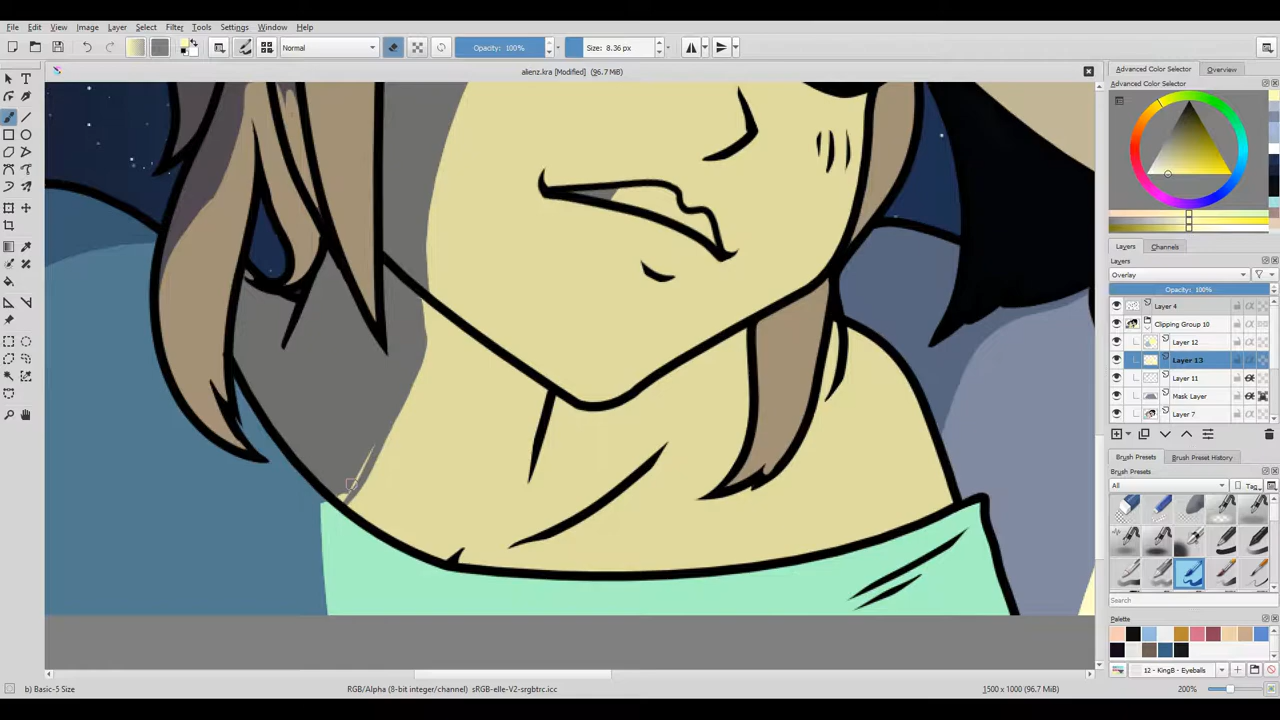 File Edit View Image Layer Select Filter Tools Settings Window Help
Normal Opacity: 100% Size: 8.36 px
alienz.kra [Modified] (96.7 MiB)
Advanced Color Selector Overview
Advanced Color Selector
Layers Channels
Layers
Overlay
Opacity: 100%
Layer 4
Clipping Group 10
Layer 12
Layer 13
Layer 11
Mask Layer
Layer 7
Brush Presets Brush Preset History
Brush Presets
All Tag
Search
Palette
12 - KingB - Eyeballs
b) Basic-5 Size RGB/Alpha (8-bit integer/channel) sRGB-elle-V2-srgbtrc.icc 1500 x 1000 (96.7 MiB) 200%